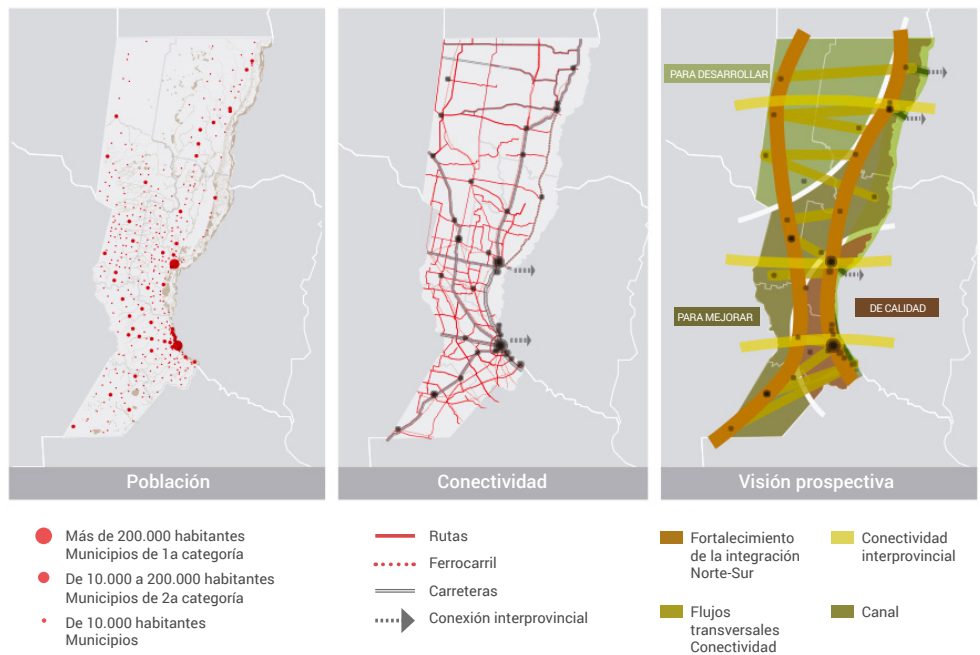 PARA DESARROLLAR
PARA MEJORAR
DE CALIDAD
Población
Conectividad
Visión prospectiva
Más de 200.000 habitantes
Municipios de 1a categoría
De 10.000 a 200.000 habitantes
Municipios de 2a categoría
De 10.000 habitantes
Municipios
Rutas
Ferrocarril
Carreteras
Conexión interprovincial
Fortalecimiento
de la integración
Norte-Sur
Flujos
transversales
Conectividad
Conectividad
interprovincial
Canal